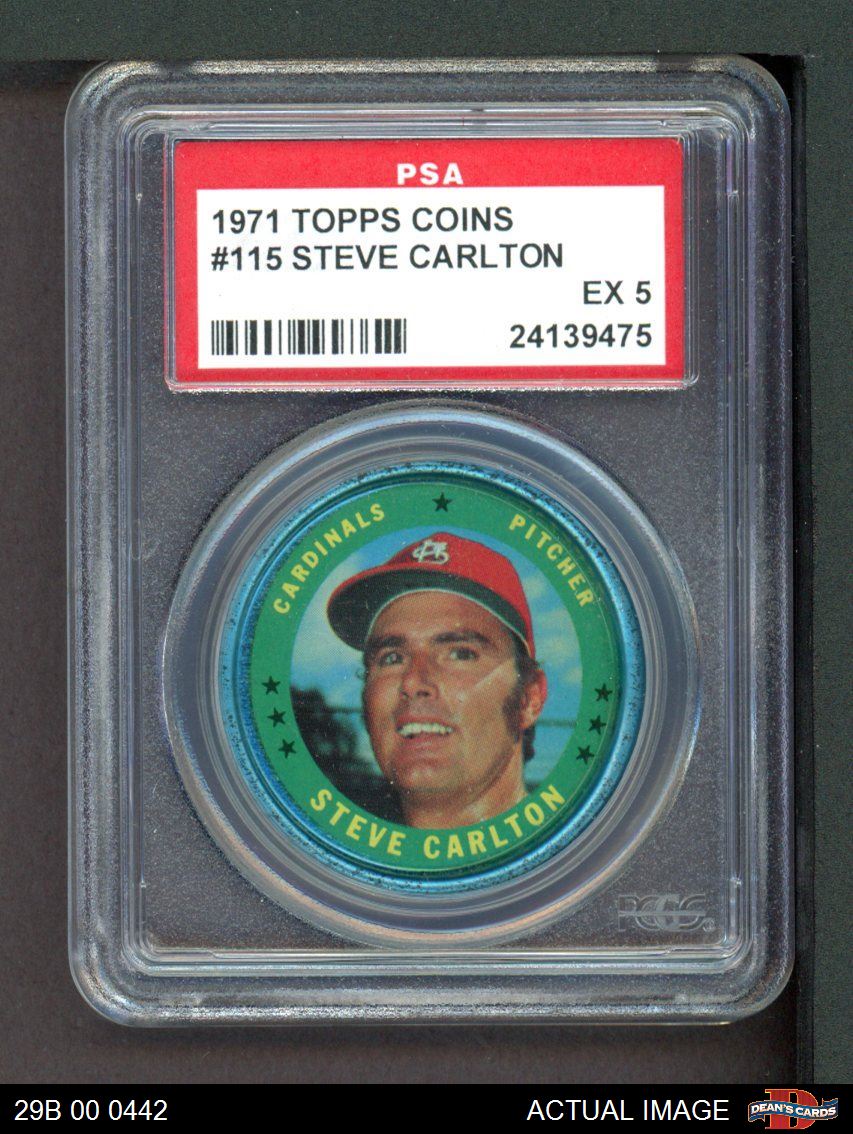 PSA
1971 TOPPS COINS
#115 STEVE CARLTON
EX 5
24139475
CARDINALS ★ PITCHER
STEVE CARLTON
PCGS
29B 00 0442
ACTUAL IMAGE
DEAN'S CARDS